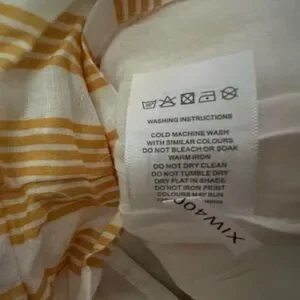 WASHING INSTRUCTIONS
COLD MACHINE WASH
WITH SIMILAR COLOURS
DO NOT BLEACH OR SOAK
WARM IRON
DO NOT DRY CLEAN
DO NOT TUMBLE DRY
DRY FLAT IN SHADE
DO NOT IRON PRINT
COLOURS MAY RUN